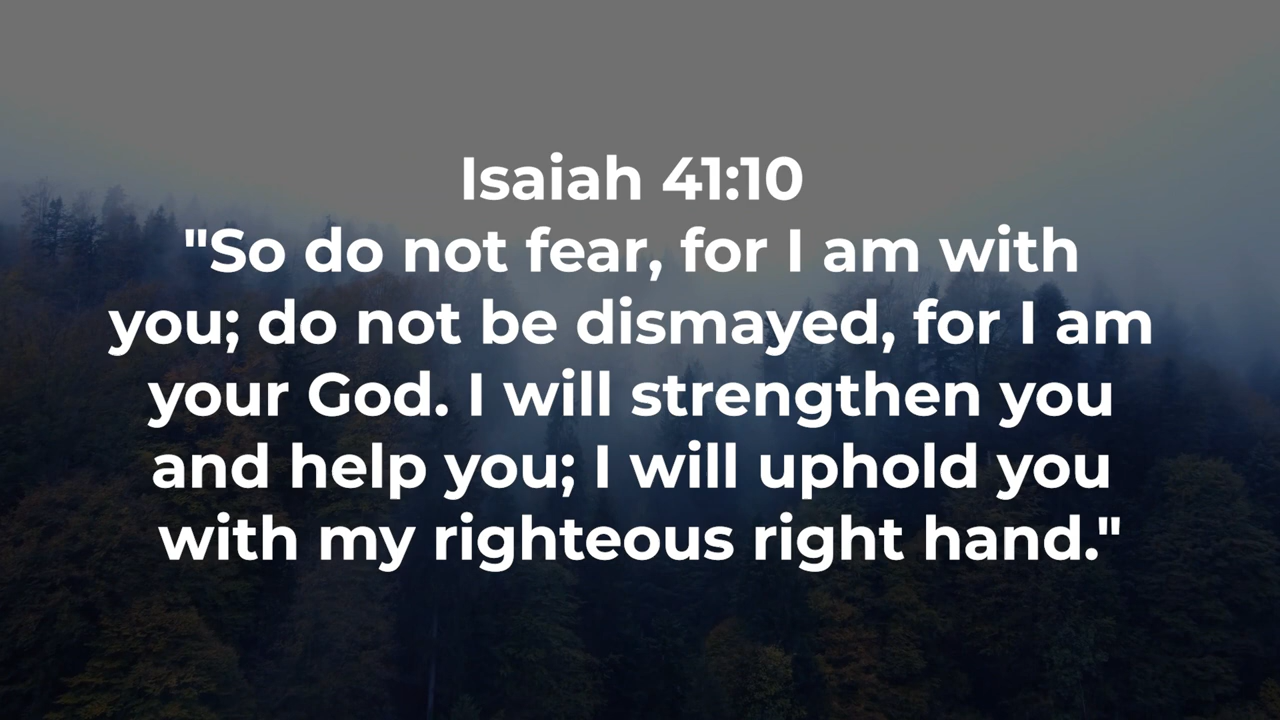 Isaiah 41:10
"So do not fear, for I am with
you; do not be dismayed, for I am
your God. I will strengthen you
and help you; I will uphold you
with my righteous right hand."